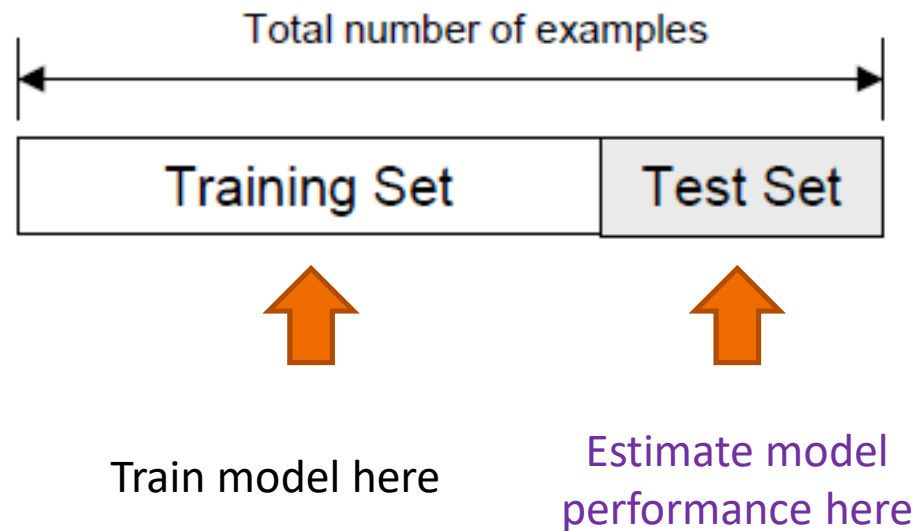 Total number of examples
Training Set
Test Set
Train model here
Estimate model
performance here